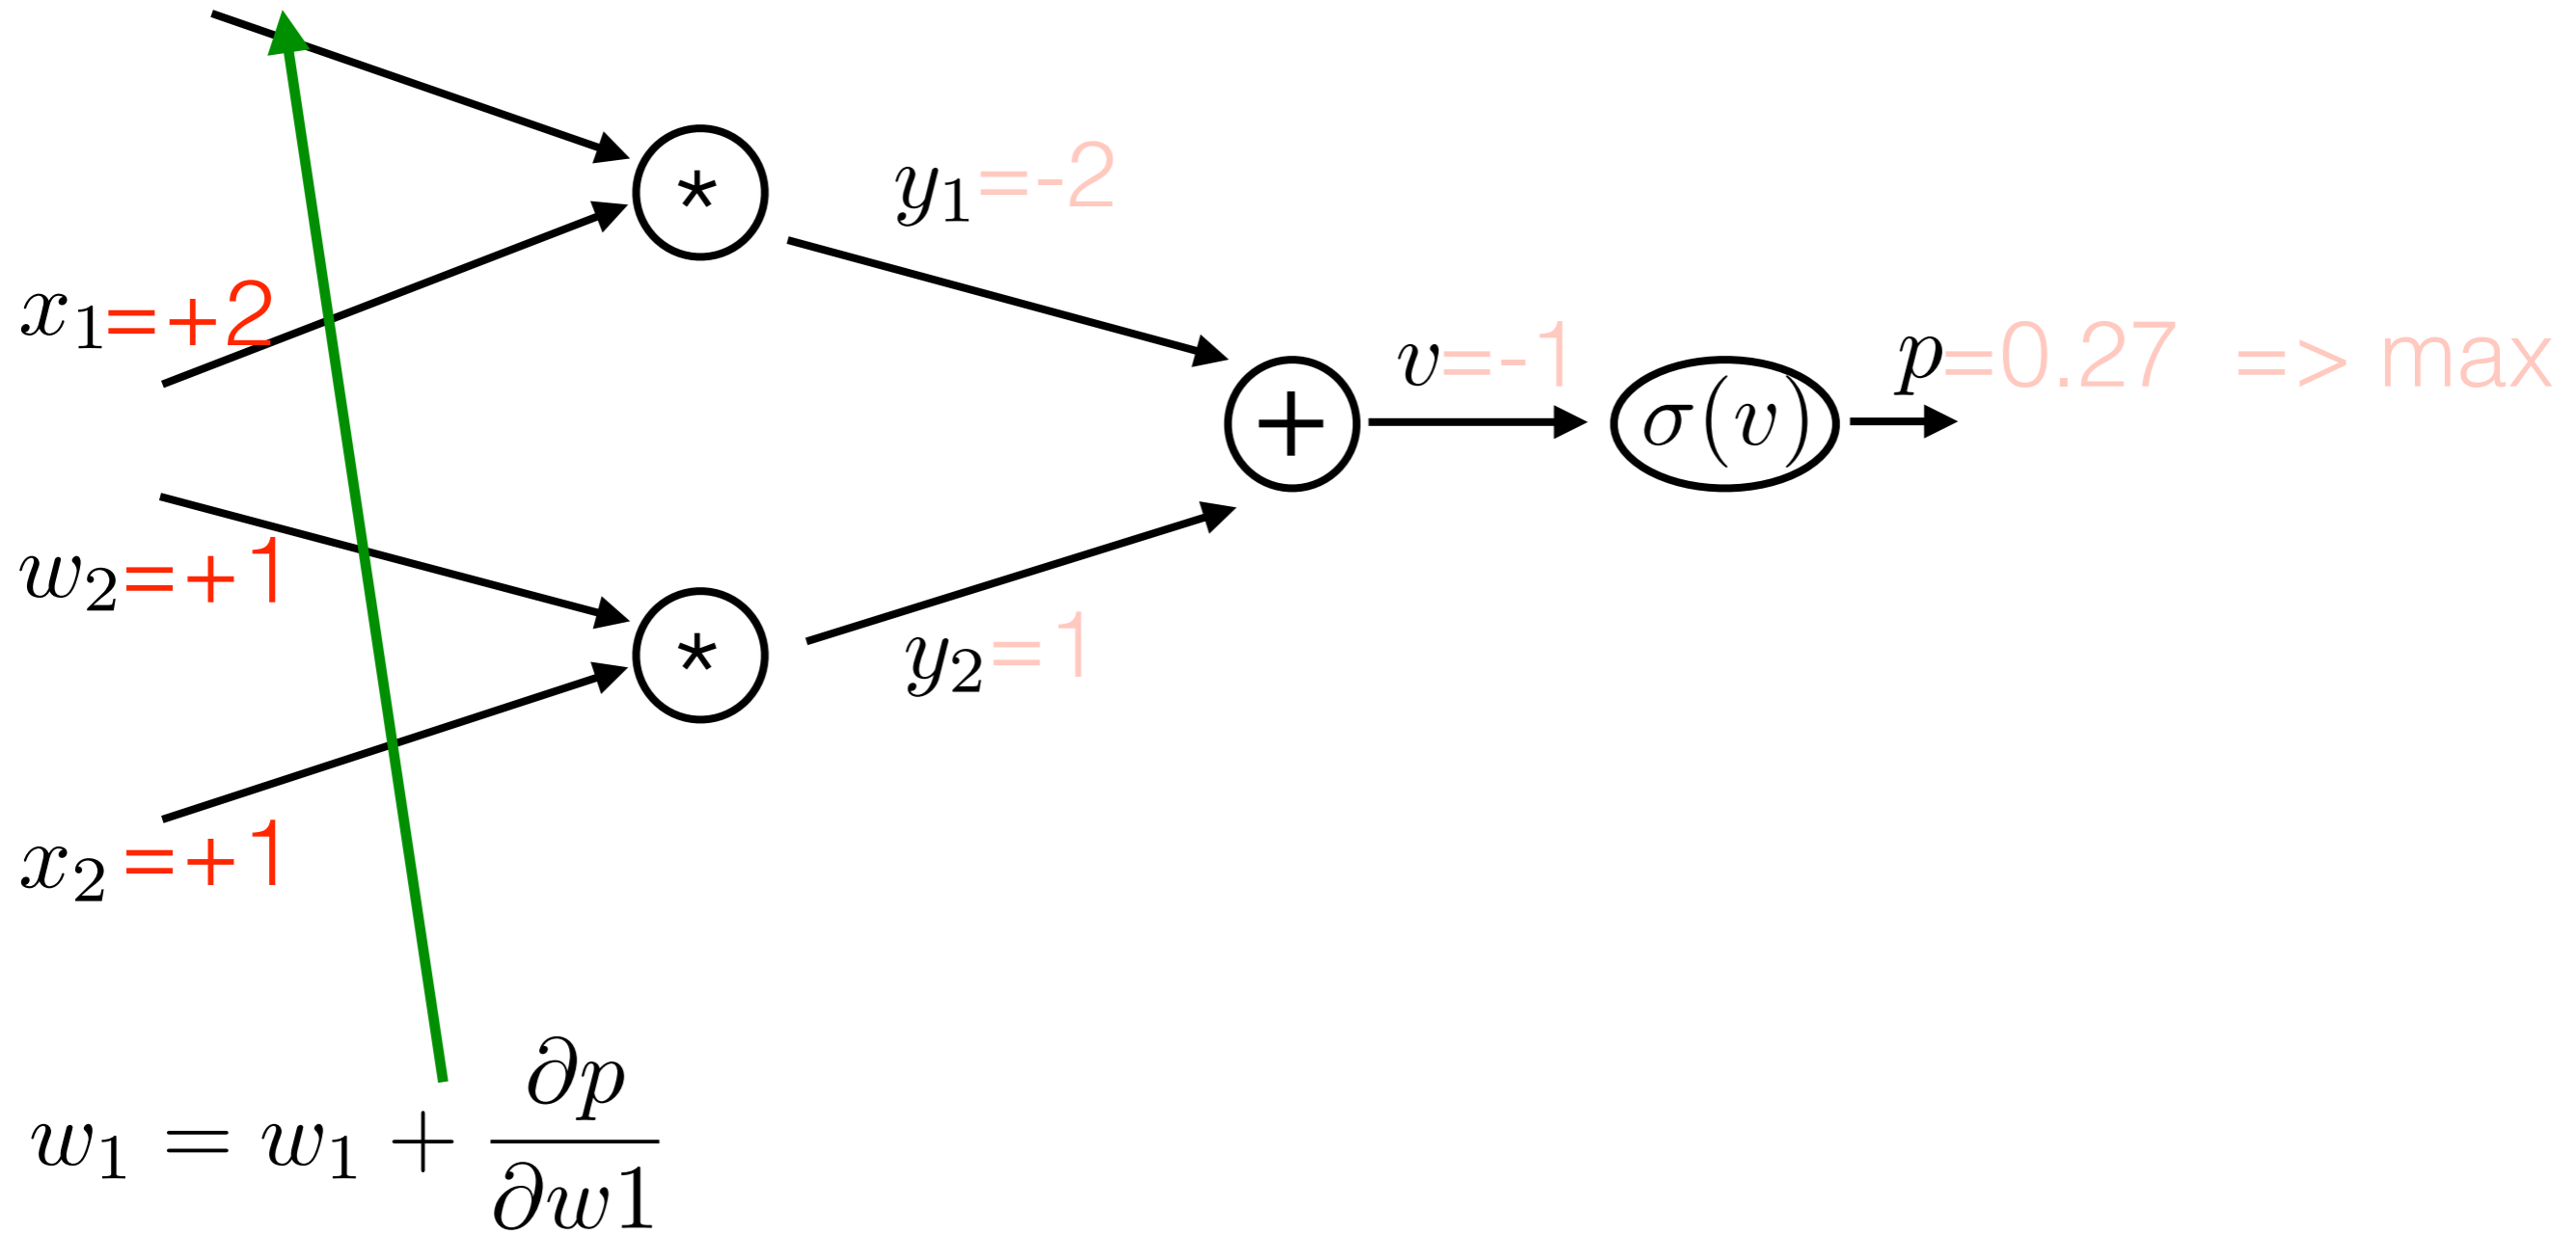 *
y₁=-2
x₁=+2
v=-1
p=0.27 => max
+
σ(v)
w₂=+1
*
y₂=1
x₂=+1
w₁ = w₁ + ∂p/∂w1